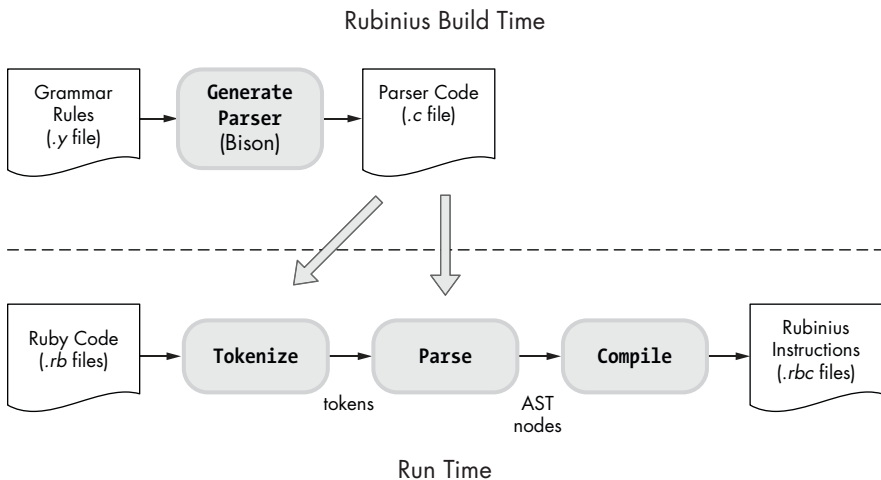 Rubinius Build Time
Grammar
Rules
(.y file)
Generate
Parser
(Bison)
Parser Code
(.c file)
Ruby Code
(.rb files)
Tokenize
tokens
Parse
AST
nodes
Compile
Rubinius
Instructions
(.rbc files)
Run Time